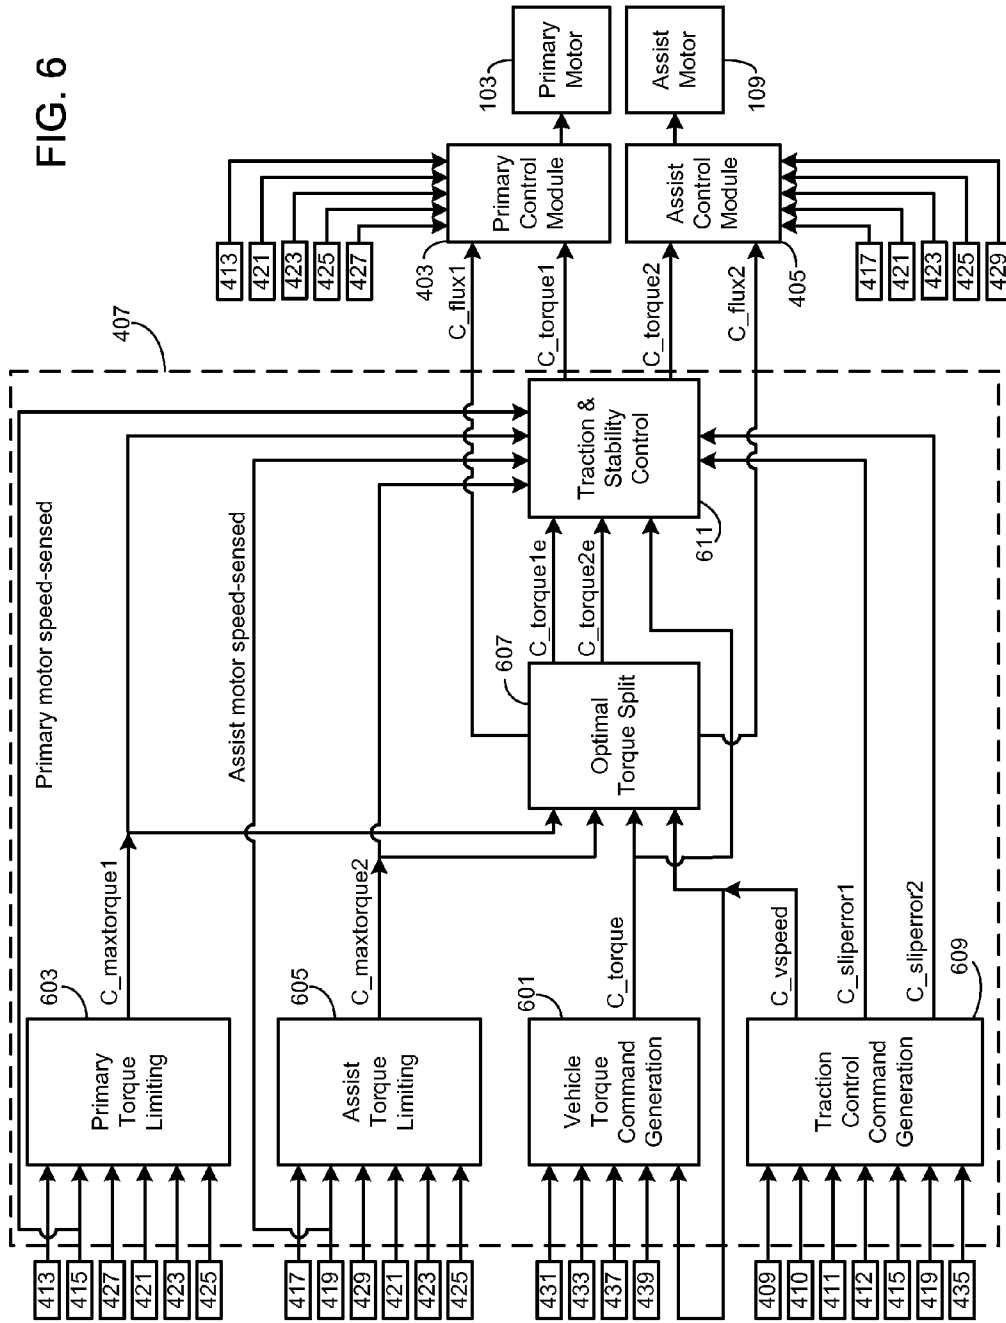 FIG. 6
407
Primary motor speed-sensed
Assist motor speed-sensed
413
415
427
421
423
425
603
Primary
Torque
Limiting
C_maxtorque1
417
419
429
421
423
425
605
Assist
Torque
Limiting
C_maxtorque2
431
433
437
439
601
Vehicle
Torque
Command
Generation
C_torque
409
410
411
412
415
419
435
Traction
Control
Command
Generation
609
C_vspeed
C_sliperror1
C_sliperror2
607
Optimal
Torque Split
C_torque1e
C_torque2e
Traction &
Stability
Control
611
C_flux1
C_torque1
C_torque2
C_flux2
413
421
423
425
427
403
Primary
Control
Module
103
Primary
Motor
Assist
Control
Module
405
Assist
Motor
109
417
421
423
425
429